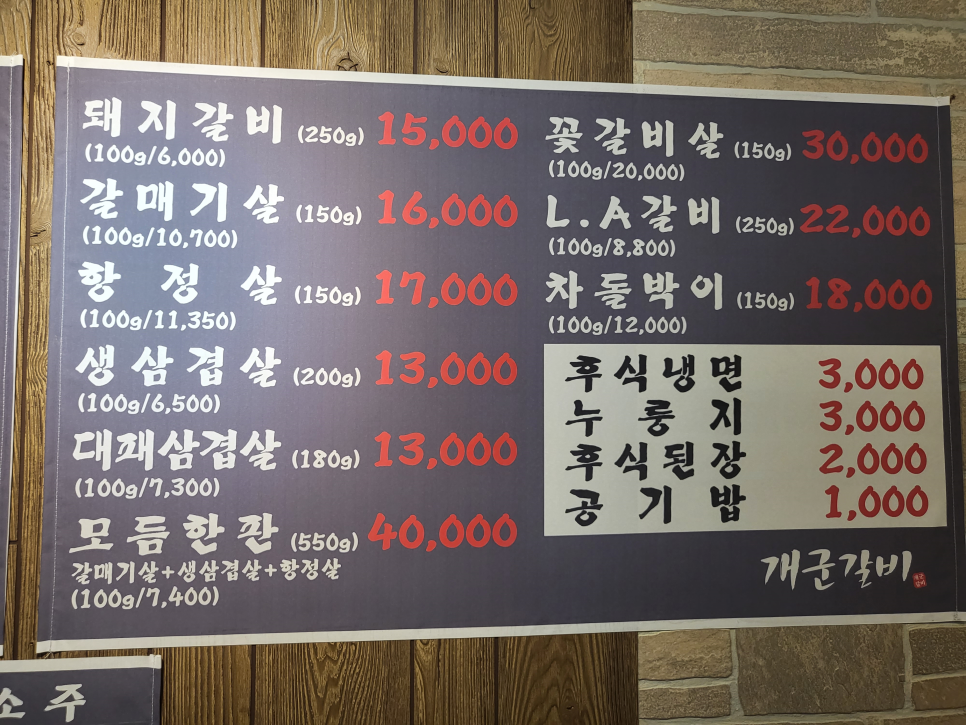 돼지갈비 (250g) 15,000
(100g/6,000)
갈매기살 (150g) 16,000
(100g/10,700)
항정살 (150g) 17,000
(100g/11,350)
생삼겹살 (200g) 13,000
(100g/6,500)
대패삼겹살 (180g) 13,000
(100g/7,300)
모듬한판 (550g) 40,000
갈매기살+생삼겹살+항정살
(100g/7,400)
꽃갈비살 (150g) 30,000
(100g/20,000)
L.A갈비 (250g) 22,000
(100g/8,800)
차돌박이 (150g) 18,000
(100g/12,000)
후식냉면 3,000
누룽지 3,000
후식된장 2,000
공기밥 1,000
개군갈비
소주